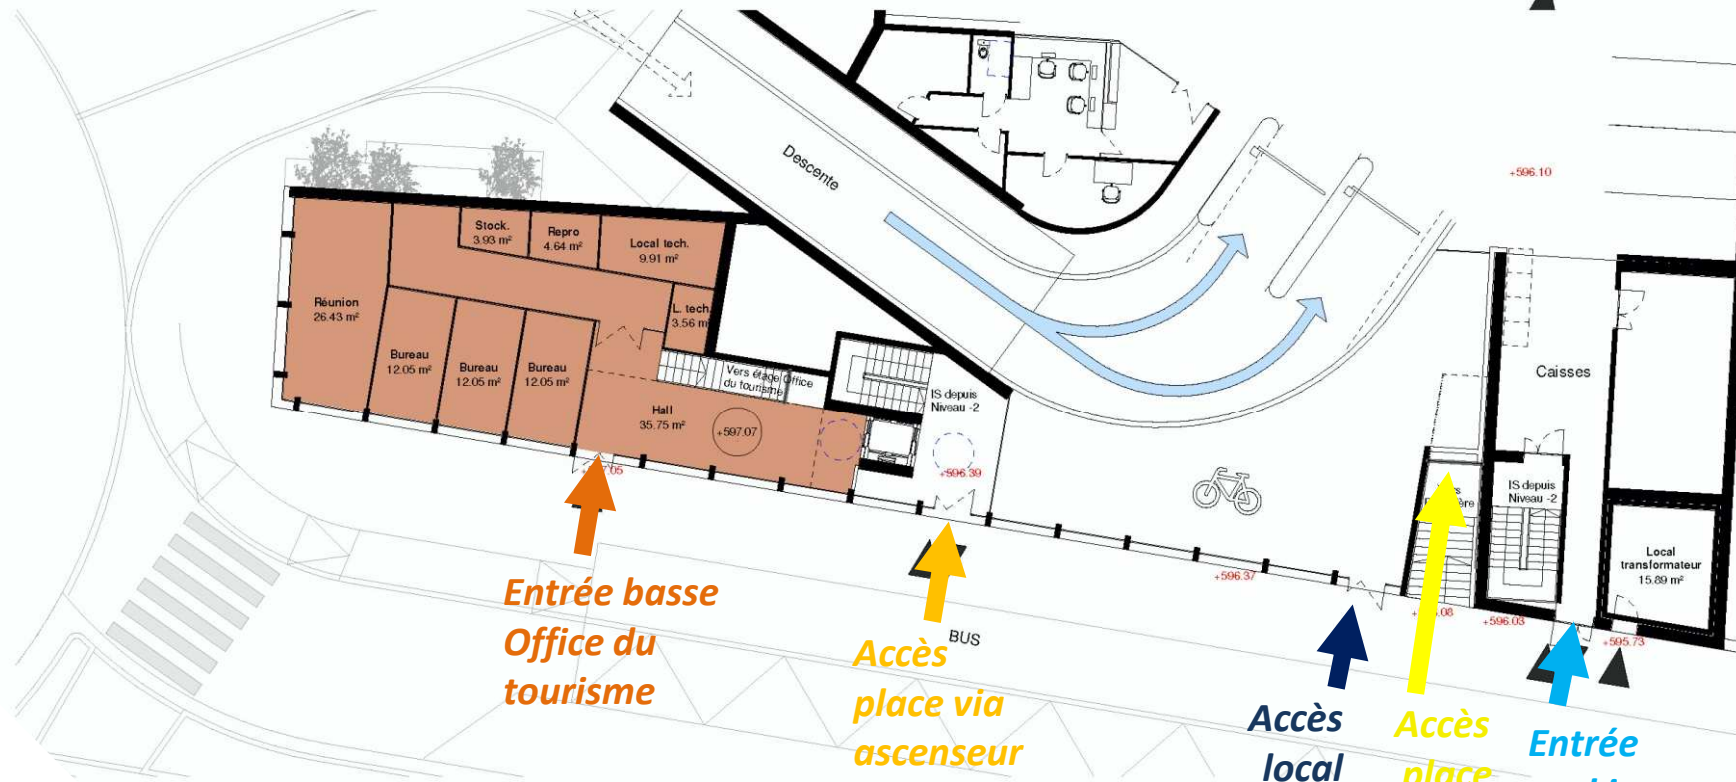 +596.10
Descente
Stock.
3.93 m²
Repro
4.64 m²
Local tech.
9.91 m²
Réunion
26.43 m²
L. tech.
3.56 m
Bureau
12.05 m²
Bureau
12.05 m²
Bureau
12.05 m²
Vers étage Office
du tourisme
Hall
35.75 m²
+597.07
IS depuis
Niveau -2
+596.39
Caisses
IS depuis
Niveau -2
Local
transformateur
15.89 m²
+596.37
+596.03
+595.73
BUS
Entrée basse
Office du
tourisme
Accès
place via
ascenseur
Accès
local
Accès
place
Entrée